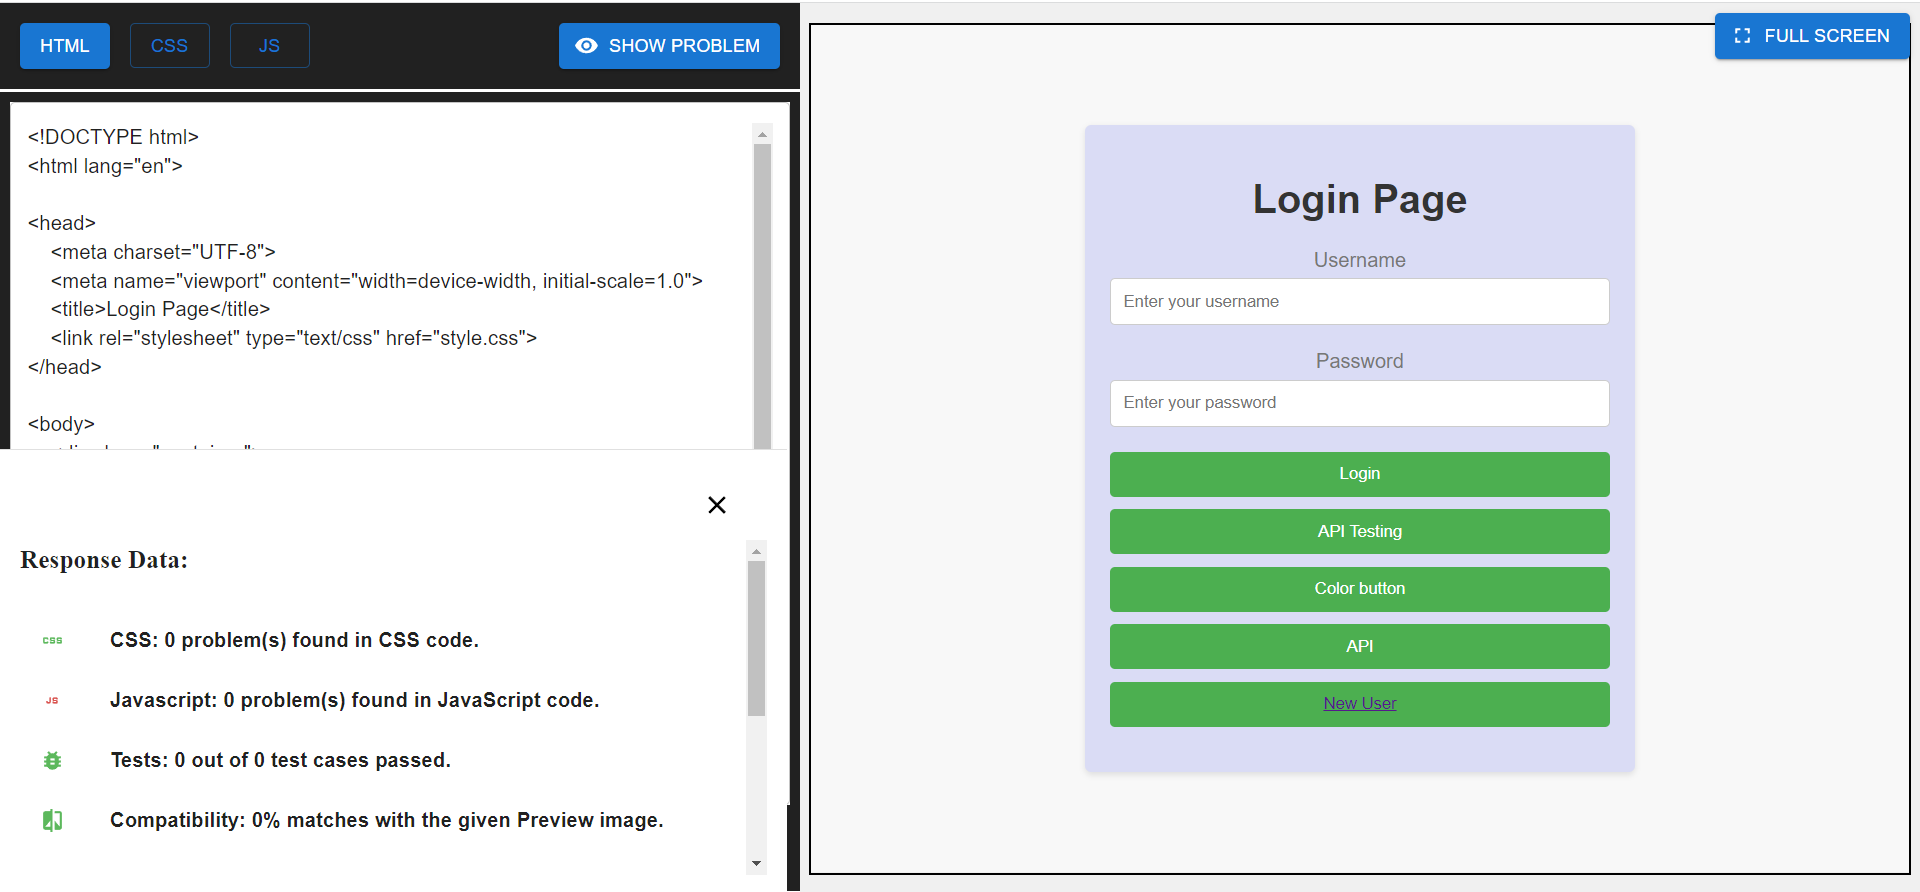 HTML CSS JS SHOW PROBLEM
<!DOCTYPE html>
<html lang="en">
<head>
<meta charset="UTF-8">
<meta name="viewport" content="width=device-width, initial-scale=1.0">
<title>Login Page</title>
<link rel="stylesheet" type="text/css" href="style.css">
</head>
<body>
Response Data:
CSS CSS: 0 problem(s) found in CSS code.
JS Javascript: 0 problem(s) found in JavaScript code.
Tests: 0 out of 0 test cases passed.
Compatibility: 0% matches with the given Preview image.
FULL SCREEN
Login Page
Username
Enter your username
Password
Enter your password
Login
API Testing
Color button
API
New User